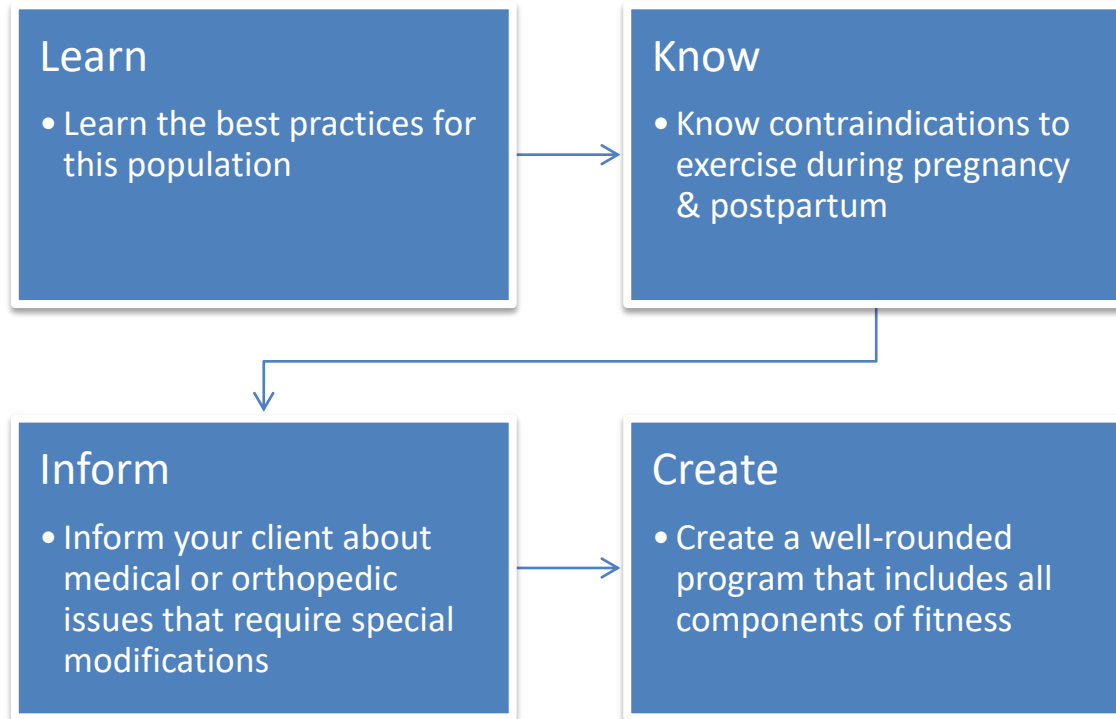 Learn
• Learn the best practices for
this population
Know
• Know contraindications to
exercise during pregnancy
& postpartum
Inform
• Inform your client about
medical or orthopedic
issues that require special
modifications
Create
• Create a well-rounded
program that includes all
components of fitness